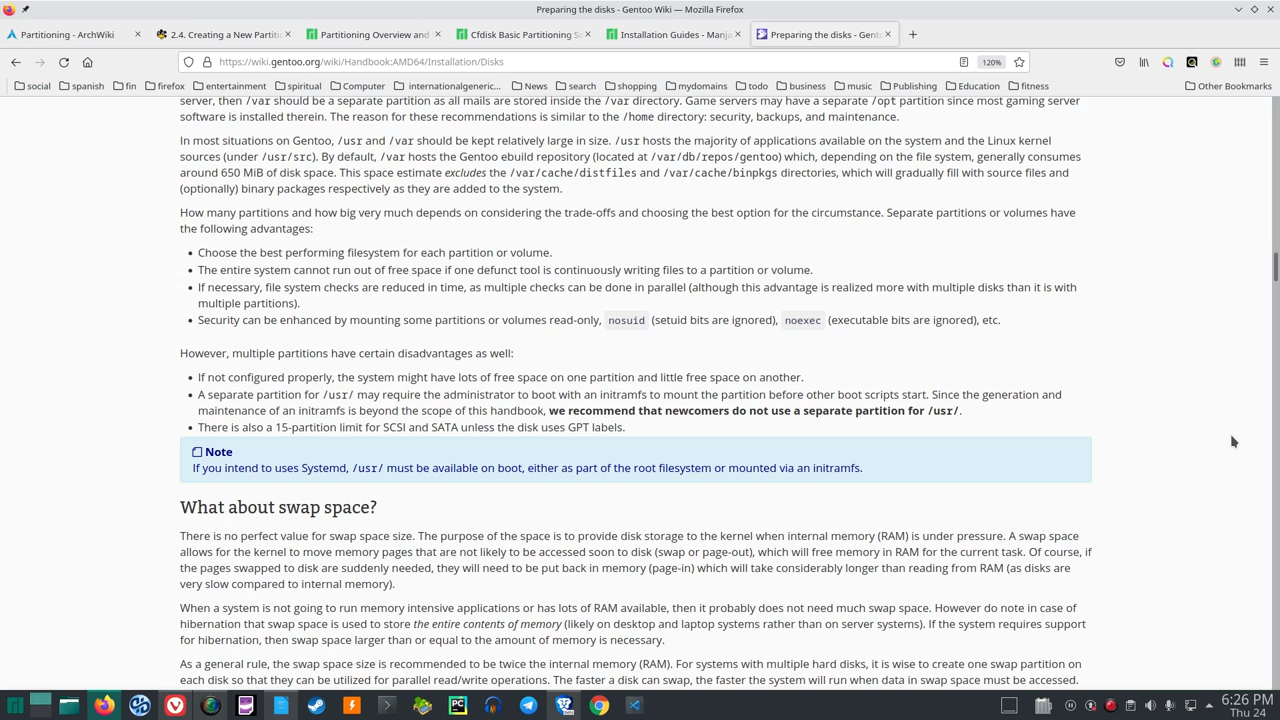 Preparing the disks - Gentoo Wiki — Mozilla Firefox
Partitioning - ArchWiki
2.4. Creating a New Partiti
Partitioning Overview and
Cfdisk Basic Partitioning Sc
Installation Guides - Manja
Preparing the disks - Gent
https://wiki.gentoo.org/wiki/Handbook:AMD64/Installation/Disks
120%
social spanish fin firefox entertainment spiritual Computer internationalgeneric... News search shopping mydomains todo business music Publishing Education fitness Other Bookmarks
server, then /var should be a separate partition as all mails are stored inside the /var directory. Game servers may have a separate /opt partition since most gaming server
software is installed therein. The reason for these recommendations is similar to the /home directory: security, backups, and maintenance.
In most situations on Gentoo, /usr and /var should be kept relatively large in size. /usr hosts the majority of applications available on the system and the Linux kernel
sources (under /usr/src). By default, /var hosts the Gentoo ebuild repository (located at /var/db/repos/gentoo) which, depending on the file system, generally consumes
around 650 MiB of disk space. This space estimate excludes the /var/cache/distfiles and /var/cache/binpkgs directories, which will gradually fill with source files and
(optionally) binary packages respectively as they are added to the system.
How many partitions and how big very much depends on considering the trade-offs and choosing the best option for the circumstance. Separate partitions or volumes have
the following advantages:
• Choose the best performing filesystem for each partition or volume.
• The entire system cannot run out of free space if one defunct tool is continuously writing files to a partition or volume.
• If necessary, file system checks are reduced in time, as multiple checks can be done in parallel (although this advantage is realized more with multiple disks than it is with
multiple partitions).
• Security can be enhanced by mounting some partitions or volumes read-only, nosuid (setuid bits are ignored), noexec (executable bits are ignored), etc.
However, multiple partitions have certain disadvantages as well:
• If not configured properly, the system might have lots of free space on one partition and little free space on another.
• A separate partition for /usr/ may require the administrator to boot with an initramfs to mount the partition before other boot scripts start. Since the generation and
maintenance of an initramfs is beyond the scope of this handbook, we recommend that newcomers do not use a separate partition for /usr/.
• There is also a 15-partition limit for SCSI and SATA unless the disk uses GPT labels.
Note
If you intend to uses Systemd, /usr/ must be available on boot, either as part of the root filesystem or mounted via an initramfs.
What about swap space?
There is no perfect value for swap space size. The purpose of the space is to provide disk storage to the kernel when internal memory (RAM) is under pressure. A swap space
allows for the kernel to move memory pages that are not likely to be accessed soon to disk (swap or page-out), which will free memory in RAM for the current task. Of course, if
the pages swapped to disk are suddenly needed, they will need to be put back in memory (page-in) which will take considerably longer than reading from RAM (as disks are
very slow compared to internal memory).
When a system is not going to run memory intensive applications or has lots of RAM available, then it probably does not need much swap space. However do note in case of
hibernation that swap space is used to store the entire contents of memory (likely on desktop and laptop systems rather than on server systems). If the system requires support
for hibernation, then swap space larger than or equal to the amount of memory is necessary.
As a general rule, the swap space size is recommended to be twice the internal memory (RAM). For systems with multiple hard disks, it is wise to create one swap partition on
each disk so that they can be utilized for parallel read/write operations. The faster a disk can swap, the faster the system will run when data in swap space must be accessed.
6:26 PM
Thu 24